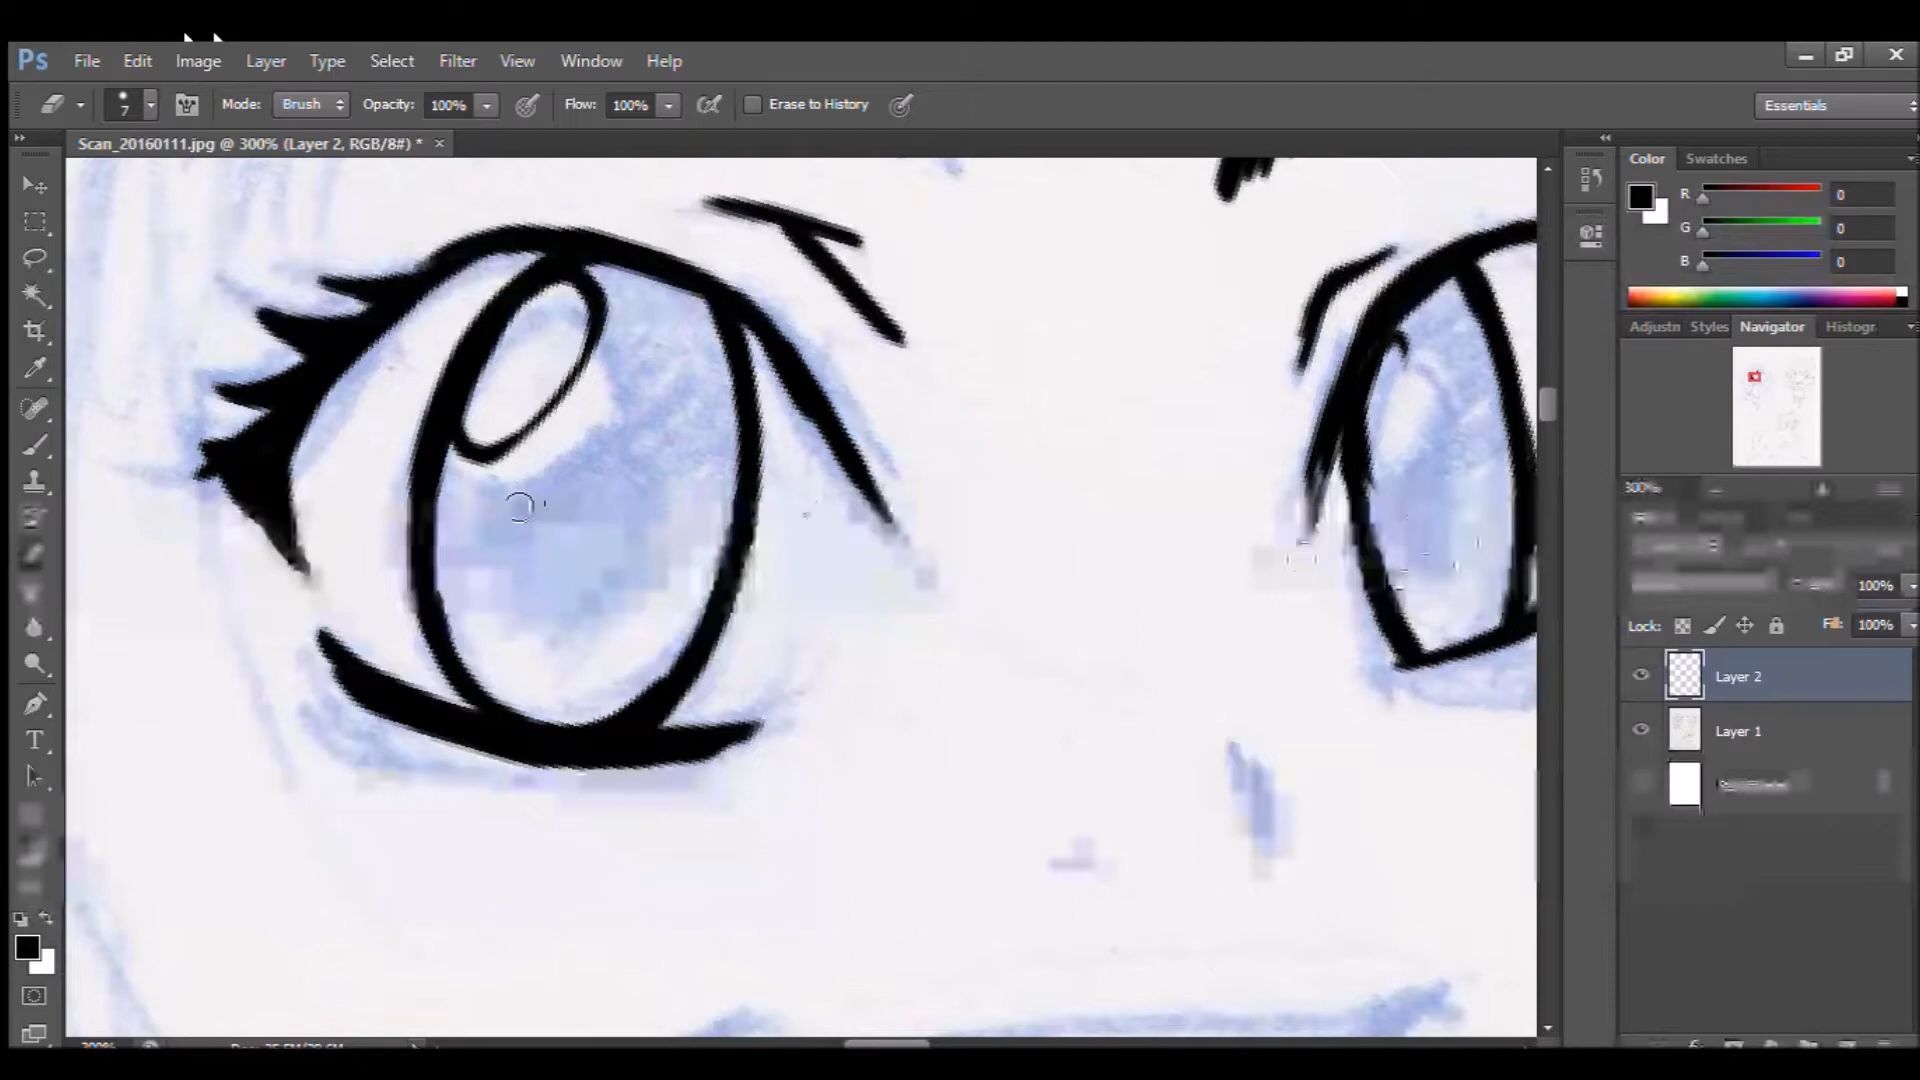 Ps File Edit Image Layer Type Select Filter View Window Help
7 Mode: Brush Opacity: 100% Flow: 100% Erase to History Essentials
Scan_20160111.jpg @ 300% (Layer 2, RGB/8#) * ×
Color Swatches
R 0
G 0
B 0
Adjustn Styles Navigator Histogr
300%
100%
Lock: Fill: 100%
Layer 2
Layer 1
T
300%